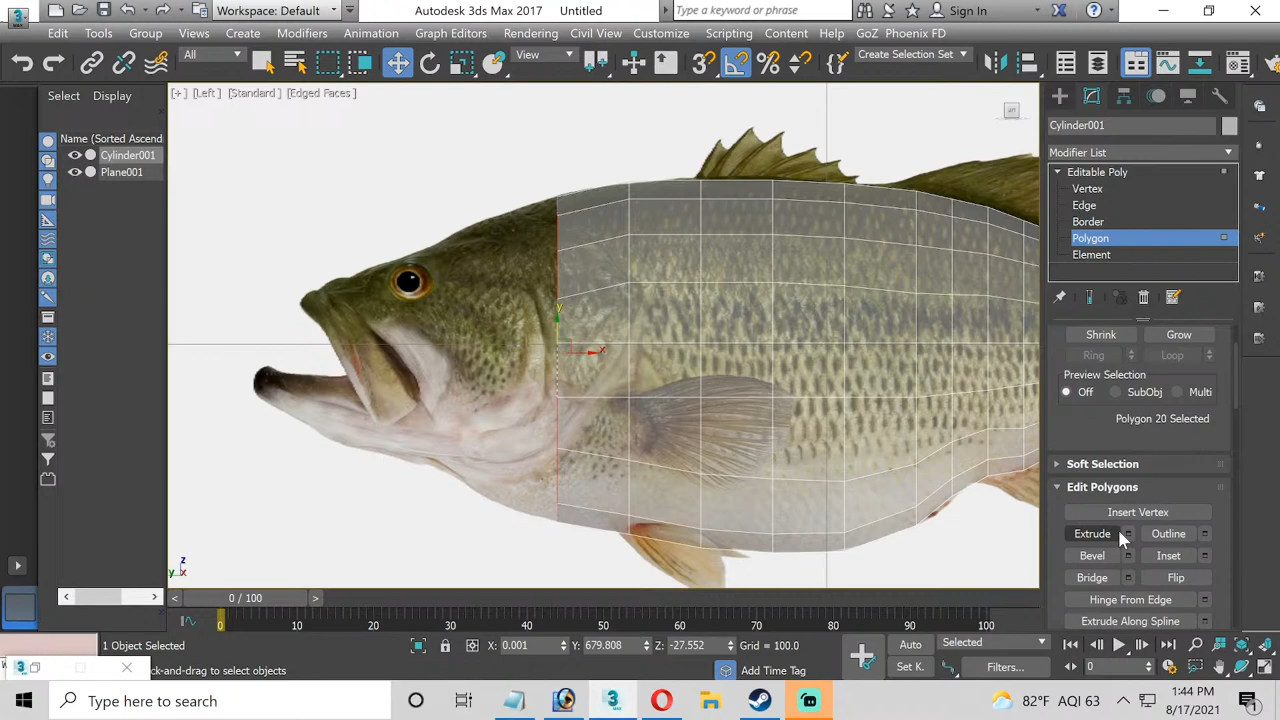 Workspace: Default
Autodesk 3ds Max 2017
Untitled
Type a keyword or phrase
Sign In
Edit Tools Group Views Create Modifiers Animation Graph Editors Rendering Civil View Customize Scripting Content Help GoZ Phoenix FD
All
View
Create Selection Set
Select Display
[+] [Left] [Standard] [Edged Faces]
Name (Sorted Ascend
Cylinder001
Plane001
Cylinder001
Modifier List
Editable Poly
Vertex
Edge
Border
Polygon
Element
Shrink Grow
Ring Loop
Preview Selection
Off SubObj Multi
Polygon 20 Selected
Soft Selection
Edit Polygons
Insert Vertex
Extrude Outline
Bevel Inset
Bridge Flip
Hinge From Edge
Extrude Along Spline
y
x
z
y x
0 / 100
0 10 20 30 40 50 60 70 80 90 100
1 Object Selected
X: 0.001 Y: 679.808 Z: -27.552 Grid = 100.0
Auto Selected
-and-drag to select objects
Add Time Tag
Set K. Filters...
0
Type here to search
82°F AQI 63
1:44 PM
8/17/2021